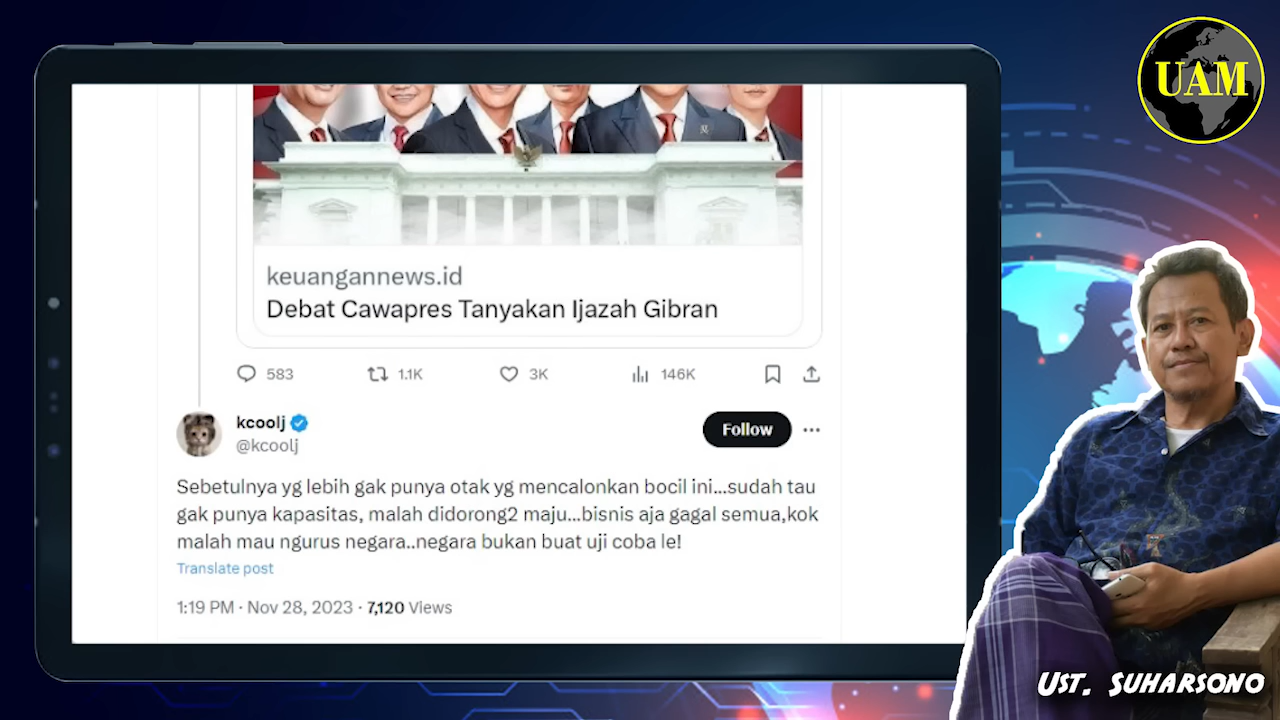 UAM
keuangannews.id
Debat Cawapres Tanyakan Ijazah Gibran
583 1.1K 3K 146K
kcoolj
Follow
@kcoolj
Sebetulnya yg lebih gak punya otak yg mencalonkan bocil ini...sudah tau
gak punya kapasitas, malah didorong2 maju...bisnis aja gagal semua,kok
malah mau ngurus negara..negara bukan buat uji coba le!
Translate post
1:19 PM · Nov 28, 2023 · 7,120 Views
UST. SUHARSONO